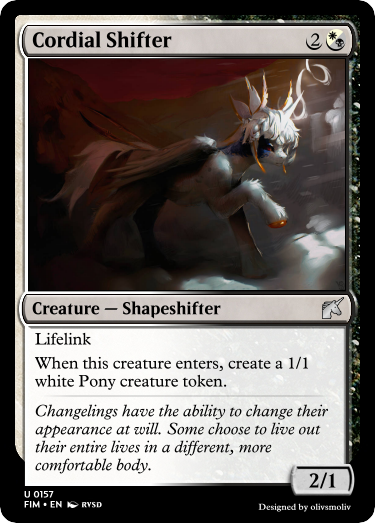 Cordial Shifter 2
Creature — Shapeshifter
Lifelink
When this creature enters, create a 1/1
white Pony creature token.
Changelings have the ability to change their
appearance at will. Some choose to live out
their entire lives in a different, more
comfortable body.
2/1
U 0157
FIM • EN RVSD
Designed by olivsmoliv